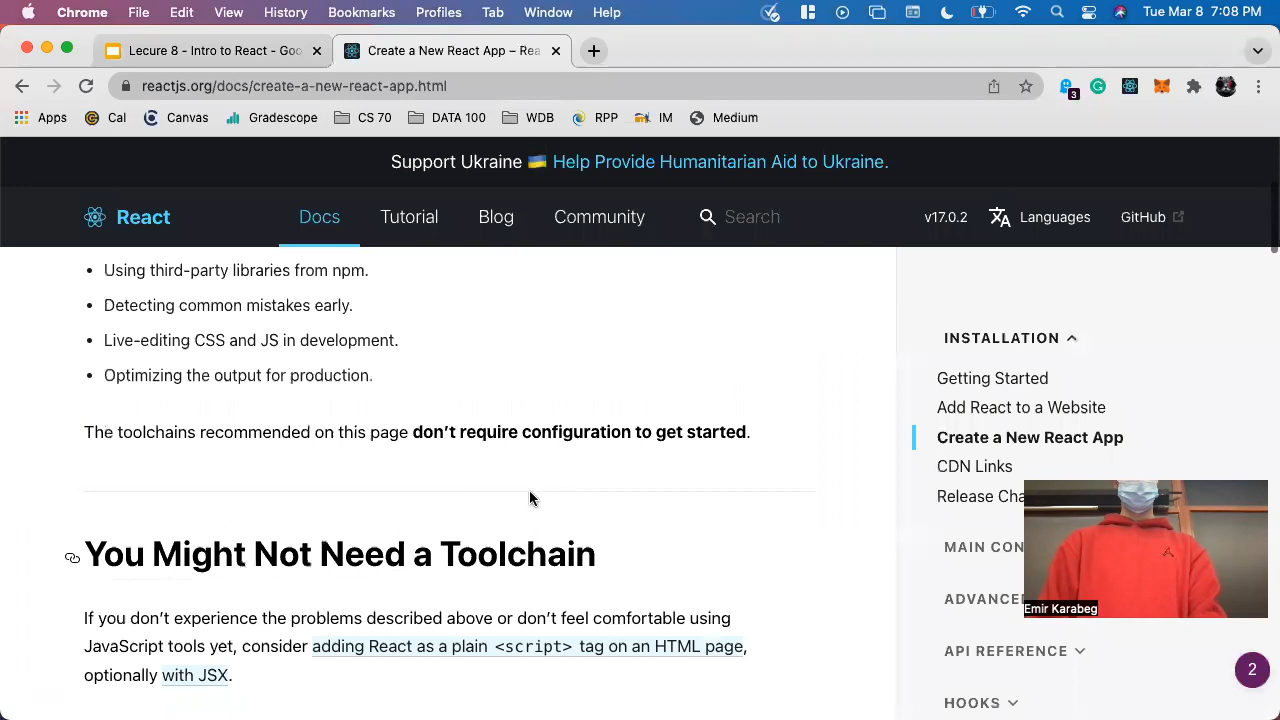 Chrome File Edit View History Bookmarks Profiles Tab Window Help Tue Mar 8 7:08 PM
Lecure 8 - Intro to React - Goo
Create a New React App – Rea
reactjs.org/docs/create-a-new-react-app.html
3
Apps Cal Canvas Gradescope CS 70 DATA 100 WDB RPP IM Medium
Support Ukraine 🇺🇦 Help Provide Humanitarian Aid to Ukraine.
React Docs Tutorial Blog Community Search v17.0.2 Languages GitHub
• Using third-party libraries from npm.
• Detecting common mistakes early.
• Live-editing CSS and JS in development.
• Optimizing the output for production.
The toolchains recommended on this page don’t require configuration to get started.
You Might Not Need a Toolchain
If you don’t experience the problems described above or don’t feel comfortable using
JavaScript tools yet, consider adding React as a plain <script> tag on an HTML page,
optionally with JSX.
INSTALLATION
Getting Started
Add React to a Website
Create a New React App
CDN Links
Release Cha
MAIN CON
ADVANCED
API REFERENCE
HOOKS
Emir Karabeg
2